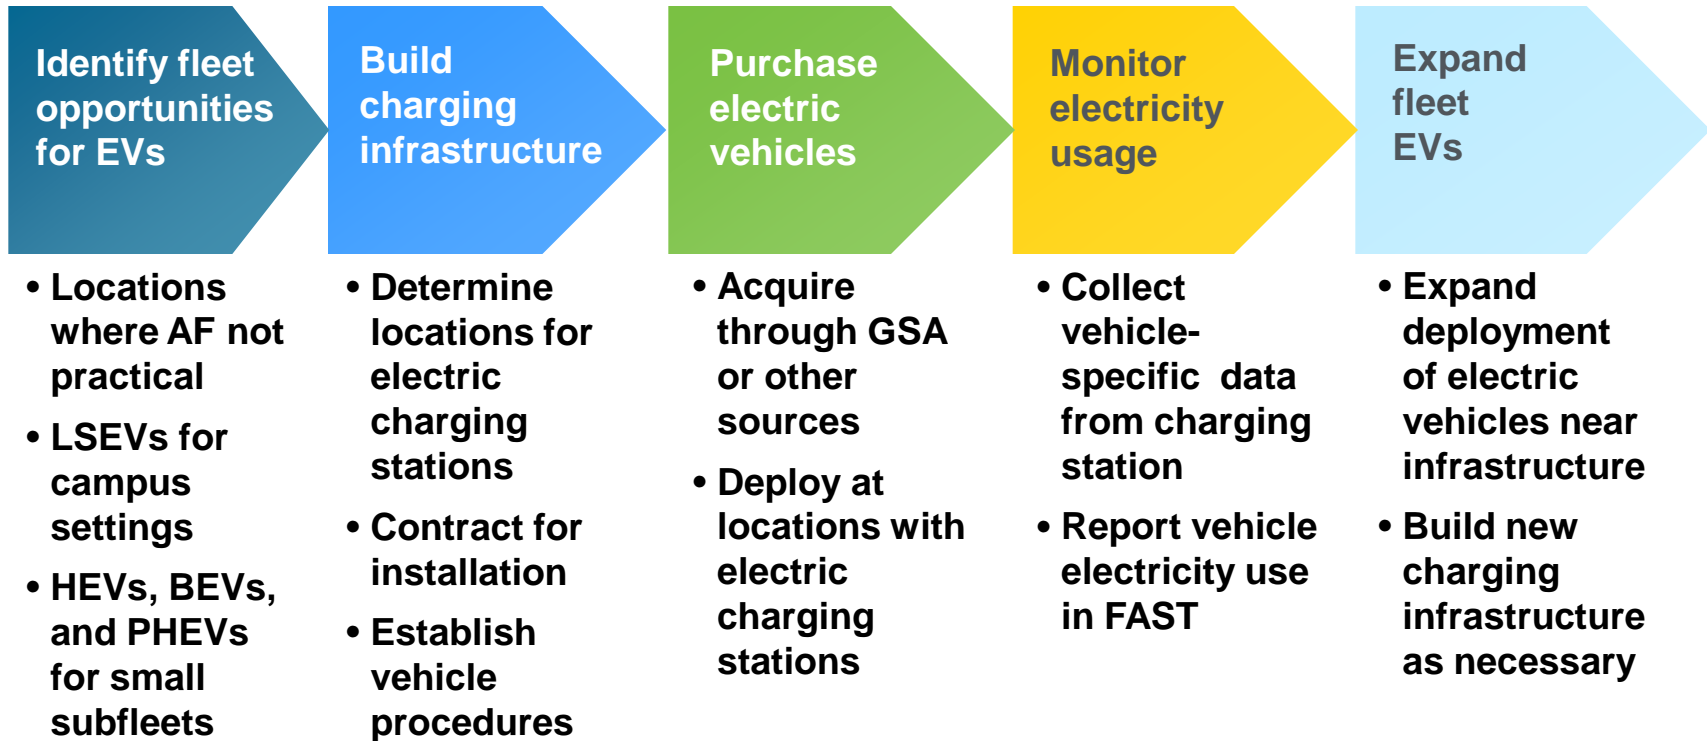 Identify fleet
opportunities
for EVs
• Locations
where AF not
practical
• LSEVs for
campus
settings
• HEVs, BEVs,
and PHEVs
for small
subfleets
Build
charging
infrastructure
• Determine
locations for
electric
charging
stations
• Contract for
installation
• Establish
vehicle
procedures
Purchase
electric
vehicles
• Acquire
through GSA
or other
sources
• Deploy at
locations with
electric
charging
stations
Monitor
electricity
usage
• Collect
vehicle-
specific data
from charging
station
• Report vehicle
electricity use
in FAST
Expand
fleet
EVs
• Expand
deployment
of electric
vehicles near
infrastructure
• Build new
charging
infrastructure
as necessary